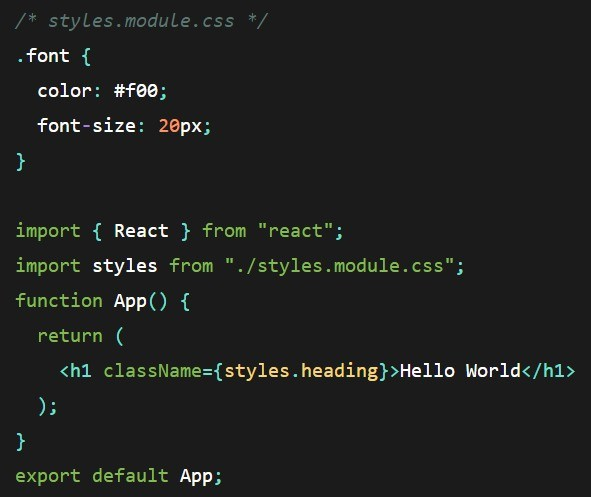 /* styles.module.css */
.font {
  color: #f00;
  font-size: 20px;
}

import { React } from "react";
import styles from "./styles.module.css";
function App() {
  return (
    <h1 className={styles.heading}>Hello World</h1>
  );
}
export default App;